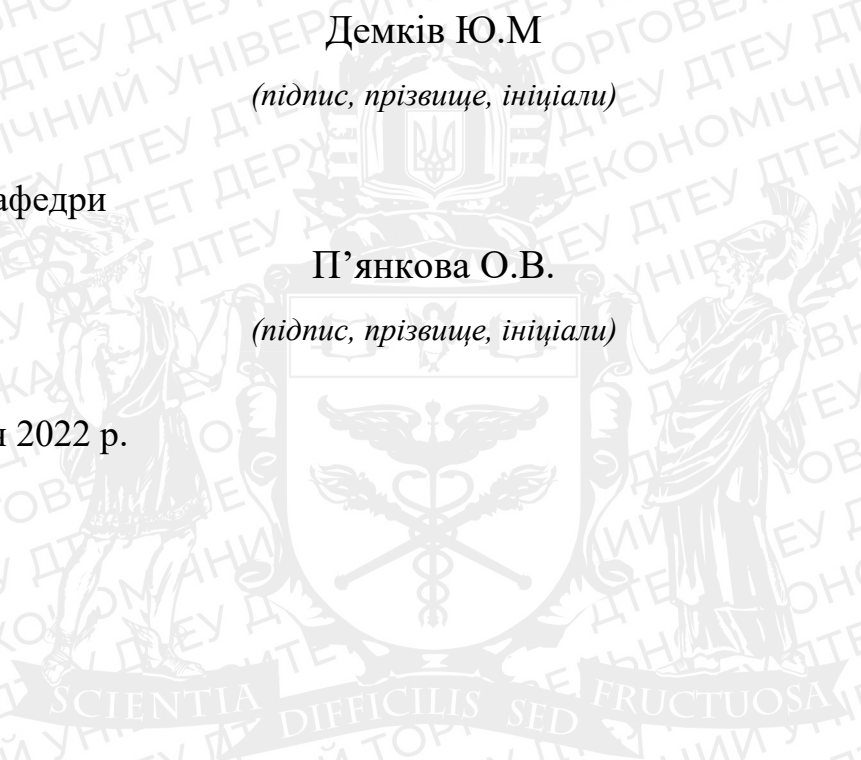 Демків Ю.М
(підпис, прізвище, ініціали)
афедри
П’янкова О.В.
(підпис, прізвище, ініціали)
я 2022 р.
SCIENTIA DIFFICILIS SED FRUCTUOSA